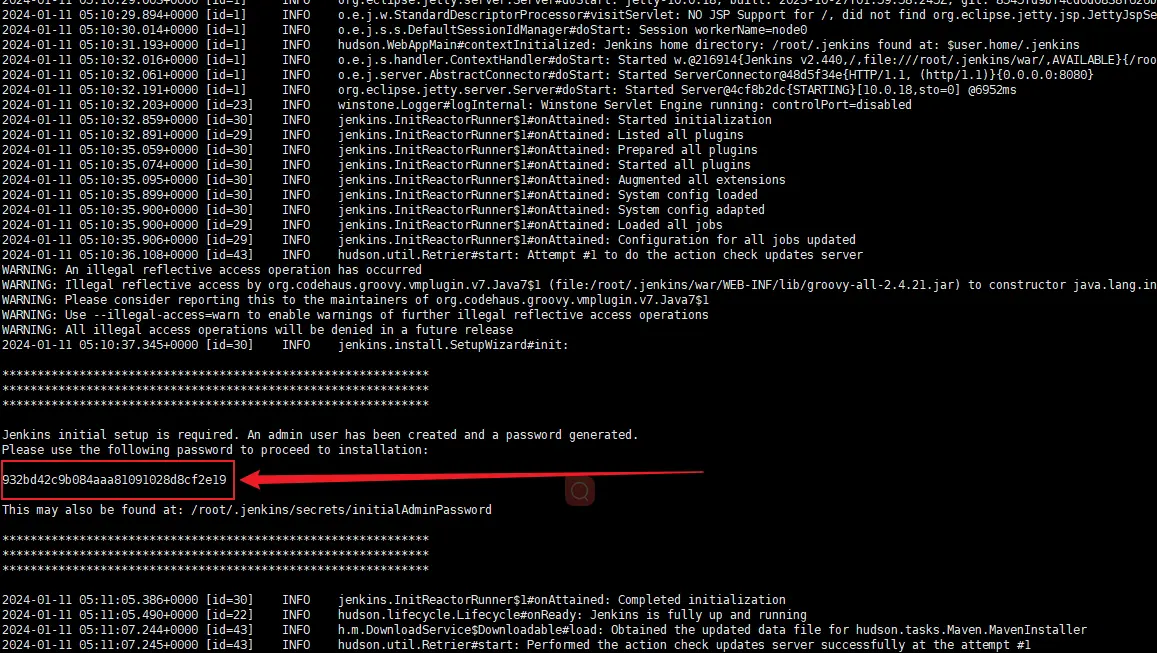 2024-01-11 05:10:29.894+0000 [id=1]    INFO    o.e.j.w.StandardDescriptorProcessor#visitServlet: NO JSP Support for /, did not find org.eclipse.jetty.jsp.JettyJspSe
2024-01-11 05:10:30.014+0000 [id=1]    INFO    o.e.j.s.s.DefaultSessionIdManager#doStart: Session workerName=node0
2024-01-11 05:10:31.193+0000 [id=1]    INFO    hudson.WebAppMain#contextInitialized: Jenkins home directory: /root/.jenkins found at: $user.home/.jenkins
2024-01-11 05:10:32.016+0000 [id=1]    INFO    o.e.j.s.handler.ContextHandler#doStart: Started w.@216914{Jenkins v2.440,/,file:///root/.jenkins/war/,AVAILABLE}{/roo
2024-01-11 05:10:32.061+0000 [id=1]    INFO    o.e.j.server.AbstractConnector#doStart: Started ServerConnector@48d5f34e{HTTP/1.1, (http/1.1)}{0.0.0.0:8080}
2024-01-11 05:10:32.191+0000 [id=1]    INFO    org.eclipse.jetty.server.Server#doStart: Started Server@4cf8b2dc{STARTING}[10.0.18,sto=0] @6952ms
2024-01-11 05:10:32.203+0000 [id=23]    INFO    winstone.Logger#logInternal: Winstone Servlet Engine running: controlPort=disabled
2024-01-11 05:10:32.859+0000 [id=30]    INFO    jenkins.InitReactorRunner$1#onAttained: Started initialization
2024-01-11 05:10:32.891+0000 [id=29]    INFO    jenkins.InitReactorRunner$1#onAttained: Listed all plugins
2024-01-11 05:10:35.059+0000 [id=30]    INFO    jenkins.InitReactorRunner$1#onAttained: Prepared all plugins
2024-01-11 05:10:35.074+0000 [id=30]    INFO    jenkins.InitReactorRunner$1#onAttained: Started all plugins
2024-01-11 05:10:35.095+0000 [id=30]    INFO    jenkins.InitReactorRunner$1#onAttained: Augmented all extensions
2024-01-11 05:10:35.899+0000 [id=30]    INFO    jenkins.InitReactorRunner$1#onAttained: System config loaded
2024-01-11 05:10:35.900+0000 [id=30]    INFO    jenkins.InitReactorRunner$1#onAttained: System config adapted
2024-01-11 05:10:35.900+0000 [id=29]    INFO    jenkins.InitReactorRunner$1#onAttained: Loaded all jobs
2024-01-11 05:10:35.906+0000 [id=29]    INFO    jenkins.InitReactorRunner$1#onAttained: Configuration for all jobs updated
2024-01-11 05:10:36.108+0000 [id=43]    INFO    hudson.util.Retrier#start: Attempt #1 to do the action check updates server
WARNING: An illegal reflective access operation has occurred
WARNING: Illegal reflective access by org.codehaus.groovy.vmplugin.v7.Java7$1 (file:/root/.jenkins/war/WEB-INF/lib/groovy-all-2.4.21.jar) to constructor java.lang.in
WARNING: Please consider reporting this to the maintainers of org.codehaus.groovy.vmplugin.v7.Java7$1
WARNING: Use --illegal-access=warn to enable warnings of further illegal reflective access operations
WARNING: All illegal access operations will be denied in a future release
2024-01-11 05:10:37.345+0000 [id=30]    INFO    jenkins.install.SetupWizard#init:
*************************************************************
*************************************************************
*************************************************************
Jenkins initial setup is required. An admin user has been created and a password generated.
Please use the following password to proceed to installation:
932bd42c9b084aaa81091028d8cf2e19
This may also be found at: /root/.jenkins/secrets/initialAdminPassword
*************************************************************
*************************************************************
*************************************************************
2024-01-11 05:11:05.386+0000 [id=30]    INFO    jenkins.InitReactorRunner$1#onAttained: Completed initialization
2024-01-11 05:11:05.490+0000 [id=22]    INFO    hudson.lifecycle.Lifecycle#onReady: Jenkins is fully up and running
2024-01-11 05:11:07.244+0000 [id=43]    INFO    h.m.DownloadService$Downloadable#load: Obtained the updated data file for hudson.tasks.Maven.MavenInstaller
2024-01-11 05:11:07.245+0000 [id=43]    INFO    hudson.util.Retrier#start: Performed the action check updates server successfully at the attempt #1